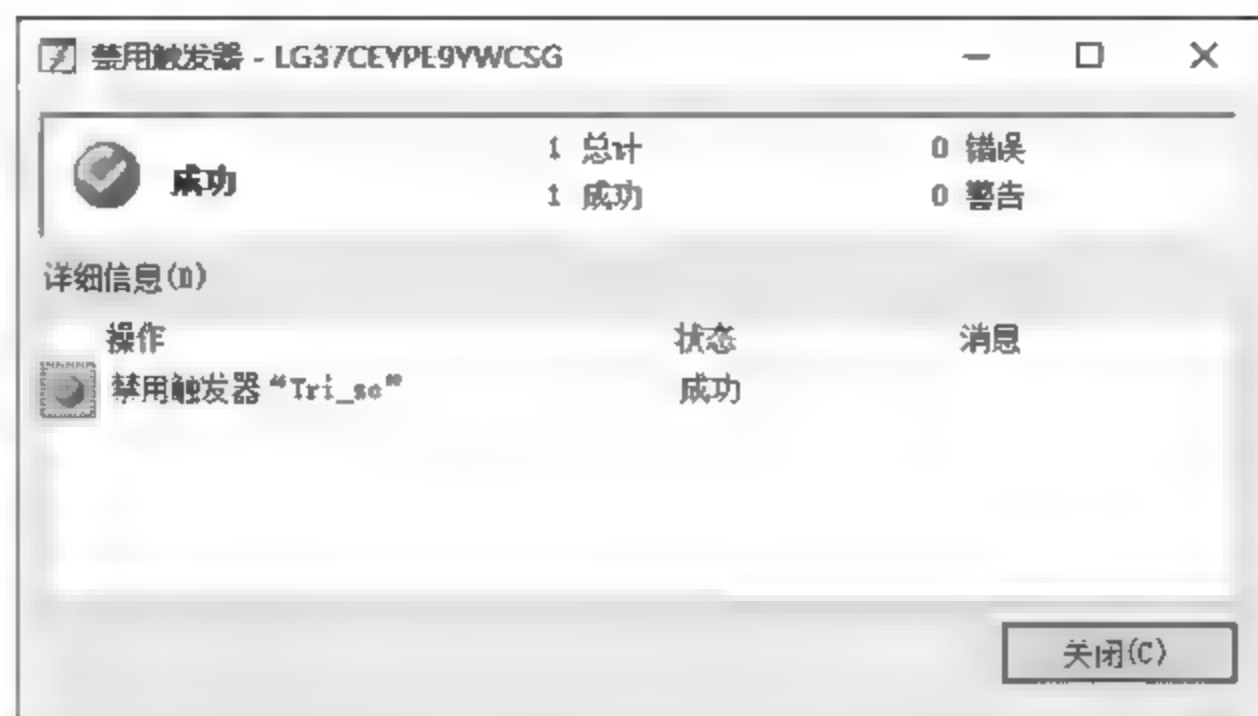 禁用触发器 - LG37CEYPE9YWCSG
成功
1 总计
0 错误
1 成功
0 警告
详细信息(D)
操作 状态 消息
禁用触发器“Tri_sc” 成功
关闭(C)